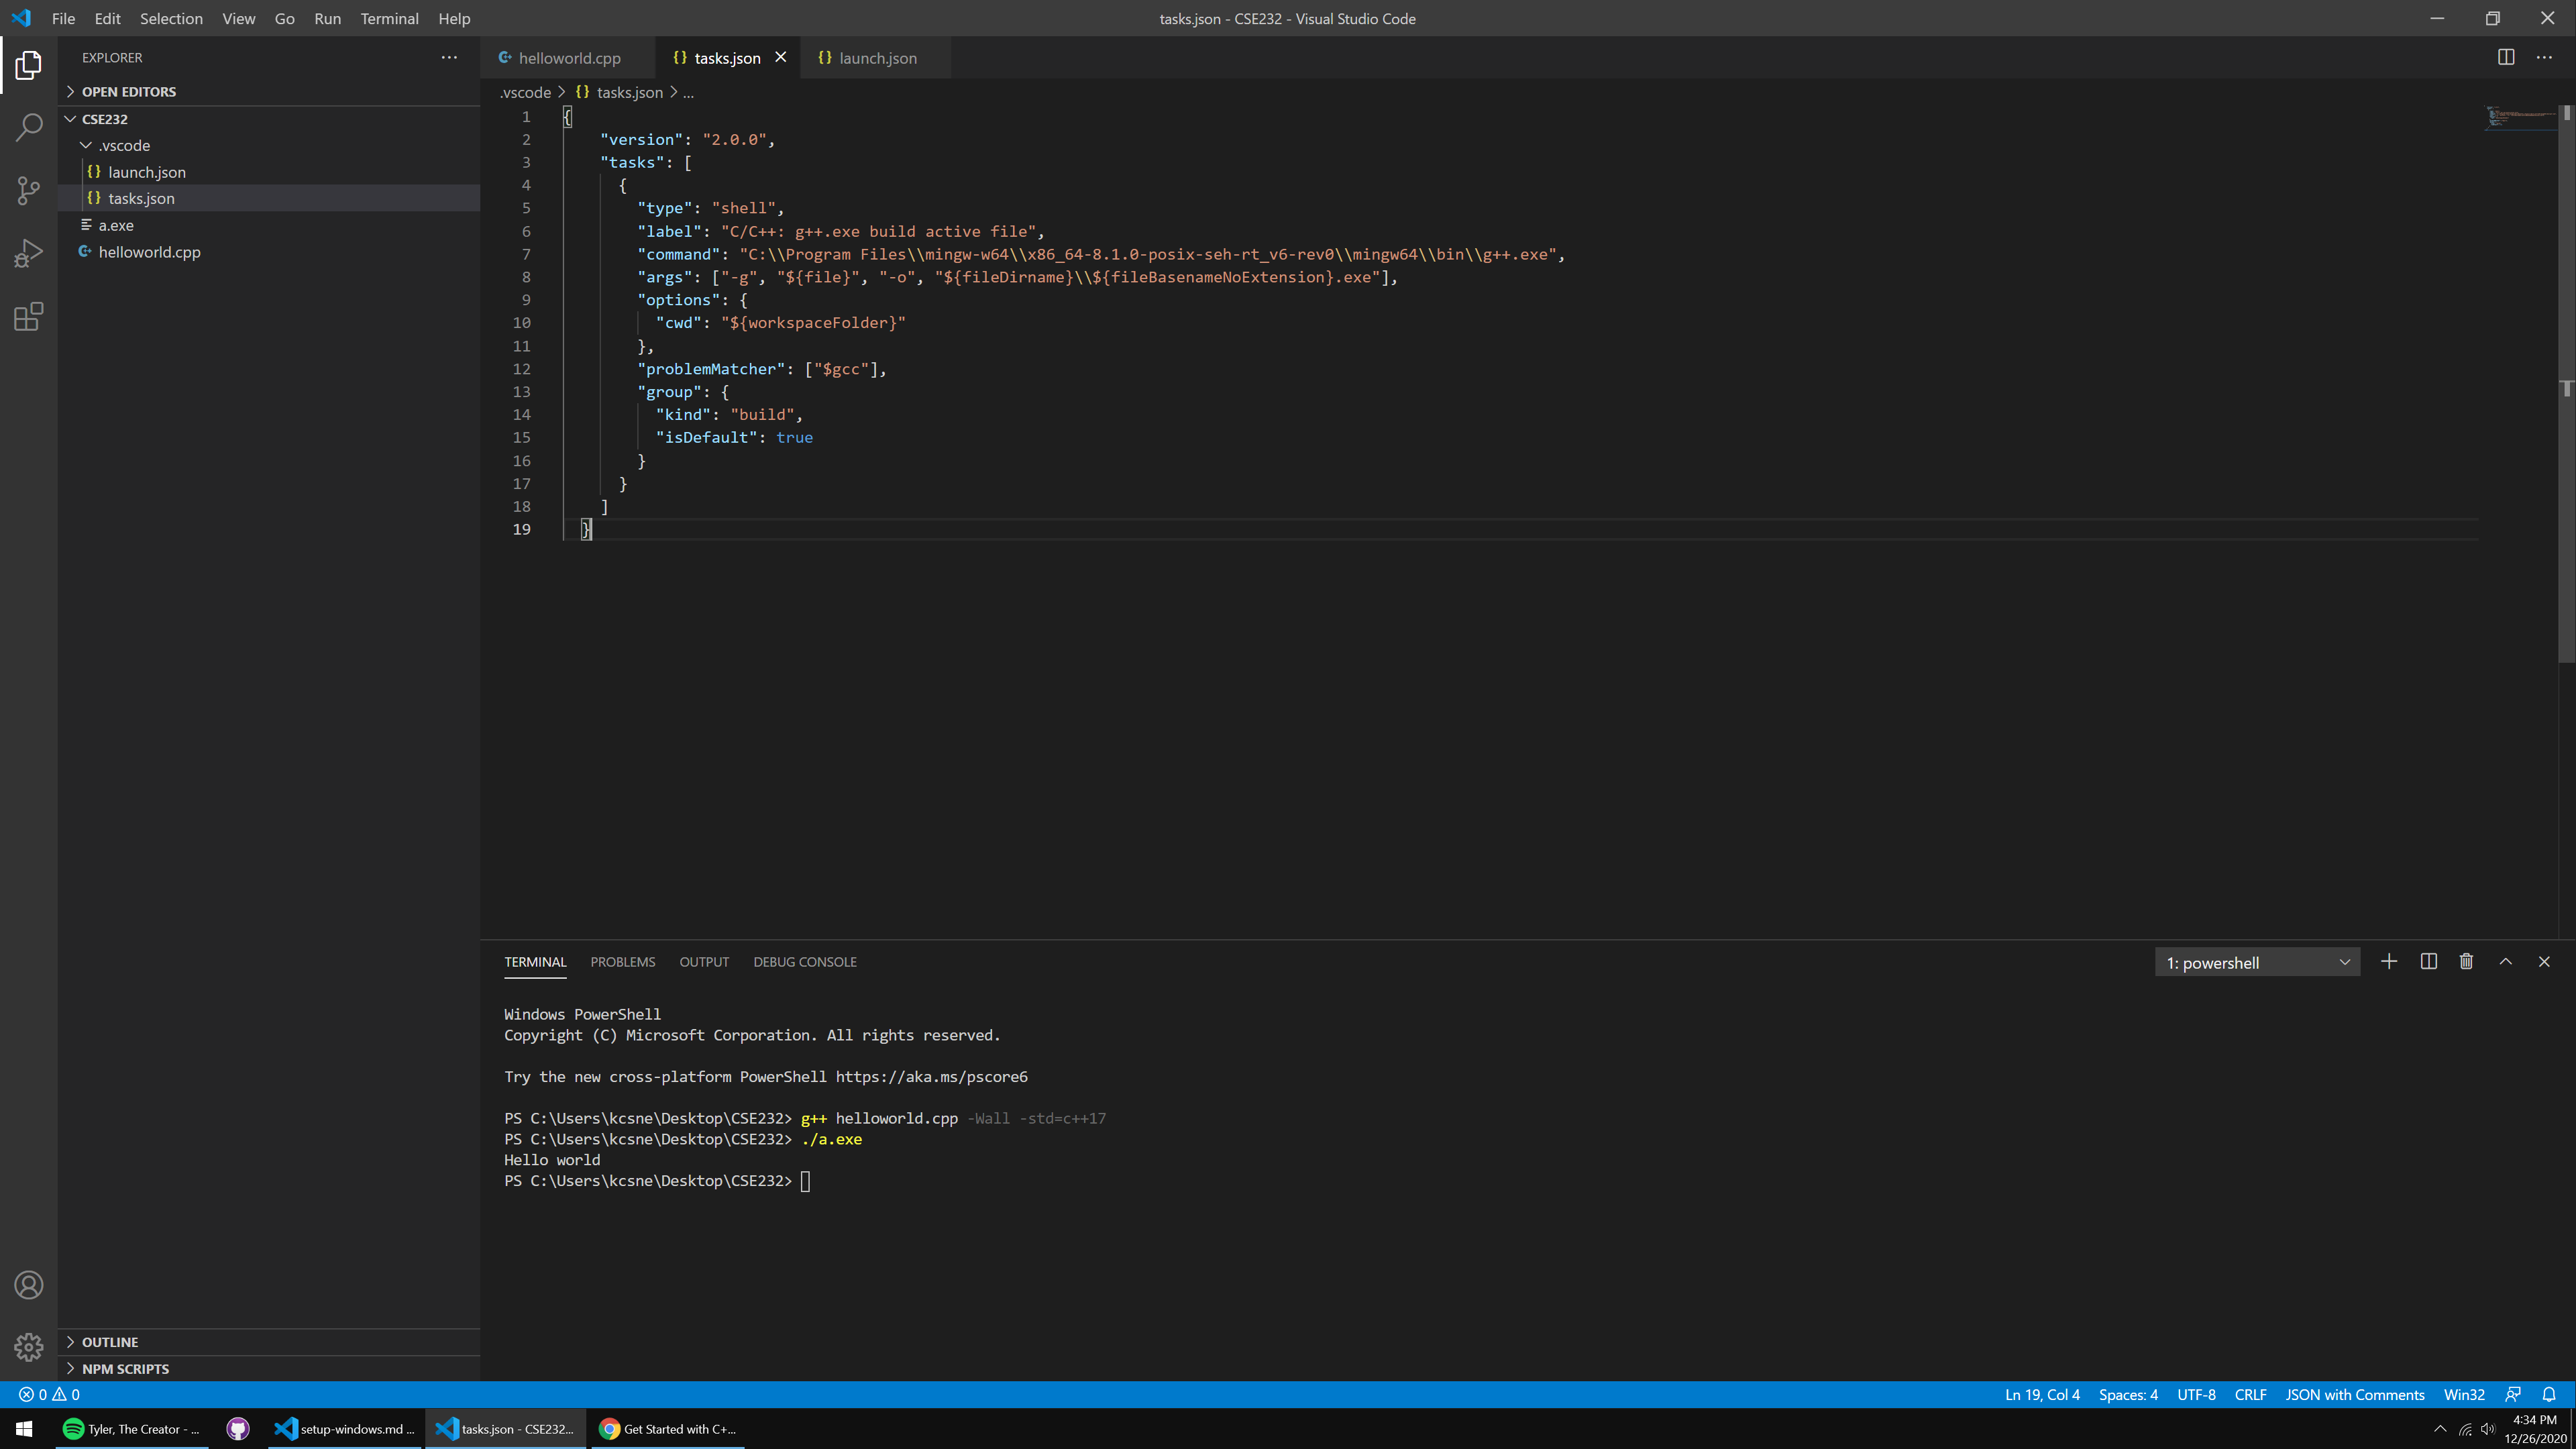 File Edit Selection View Go Run Terminal Help
tasks.json - CSE232 - Visual Studio Code
EXPLORER
OPEN EDITORS
CSE232
.vscode
launch.json
tasks.json
a.exe
helloworld.cpp
OUTLINE
NPM SCRIPTS
helloworld.cpp
tasks.json
launch.json
.vscode > {} tasks.json > ...
1 {
2 "version": "2.0.0",
3 "tasks": [
4 {
5 "type": "shell",
6 "label": "C/C++: g++.exe build active file",
7 "command": "C:\\Program Files\\mingw-w64\\x86_64-8.1.0-posix-seh-rt_v6-rev0\\mingw64\\bin\\g++.exe",
8 "args": ["-g", "${file}", "-o", "${fileDirname}\\${fileBasenameNoExtension}.exe"],
9 "options": {
10 "cwd": "${workspaceFolder}"
11 },
12 "problemMatcher": ["$gcc"],
13 "group": {
14 "kind": "build",
15 "isDefault": true
16 }
17 }
18 ]
19 }
TERMINAL PROBLEMS OUTPUT DEBUG CONSOLE
1: powershell
Windows PowerShell
Copyright (C) Microsoft Corporation. All rights reserved.
Try the new cross-platform PowerShell https://aka.ms/pscore6
PS C:\Users\kcsne\Desktop\CSE232> g++ helloworld.cpp -Wall -std=c++17
PS C:\Users\kcsne\Desktop\CSE232> ./a.exe
Hello world
PS C:\Users\kcsne\Desktop\CSE232>
0 0
Ln 19, Col 4 Spaces: 4 UTF-8 CRLF JSON with Comments Win32
Tyler, The Creator - ...
setup-windows.md ...
tasks.json - CSE232...
Get Started with C+...
4:34 PM
12/26/2020